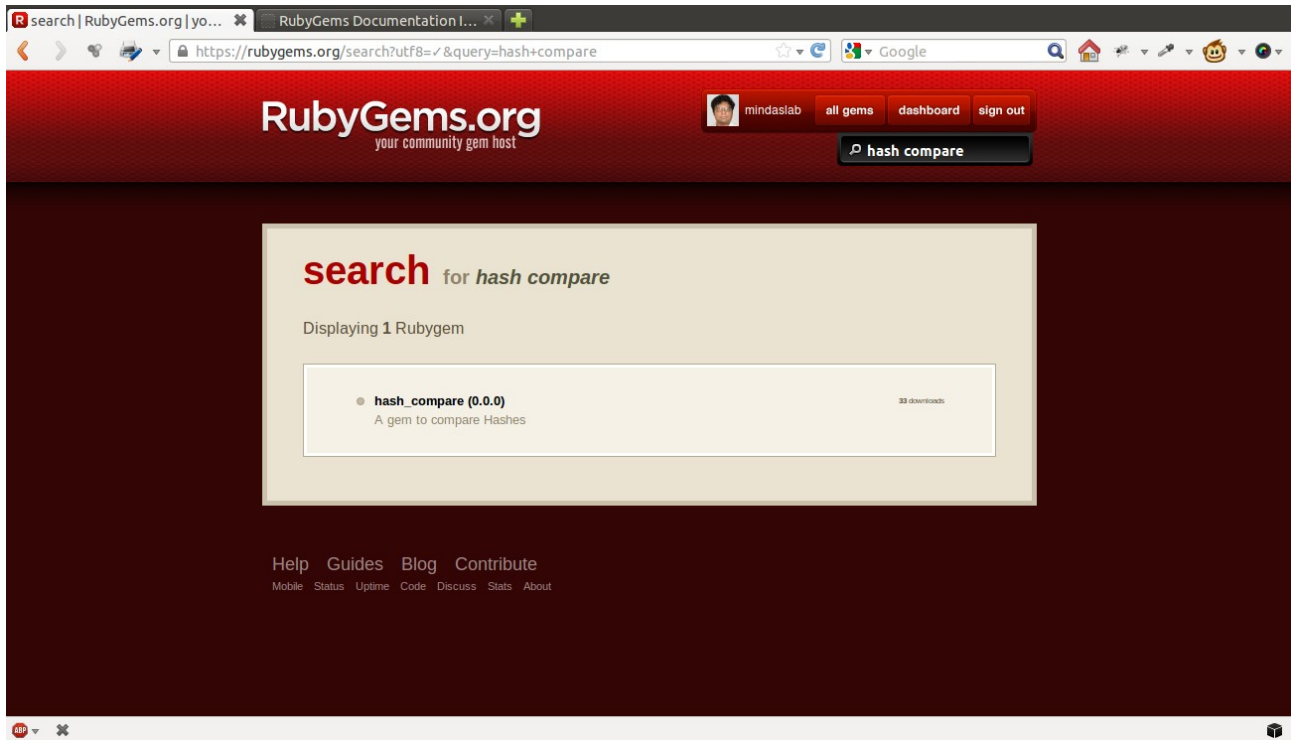 search | RubyGems.org | yo...
RubyGems Documentation I...
https://rubygems.org/search?utf8=✓&query=hash+compare
Google
RubyGems.org
your community gem host
mindaslab
all gems
dashboard
sign out
hash compare
search for hash compare
Displaying 1 Rubygem
hash_compare (0.0.0)
33 downloads
A gem to compare Hashes
Help Guides Blog Contribute
Mobile Status Uptime Code Discuss Stats About
ABP